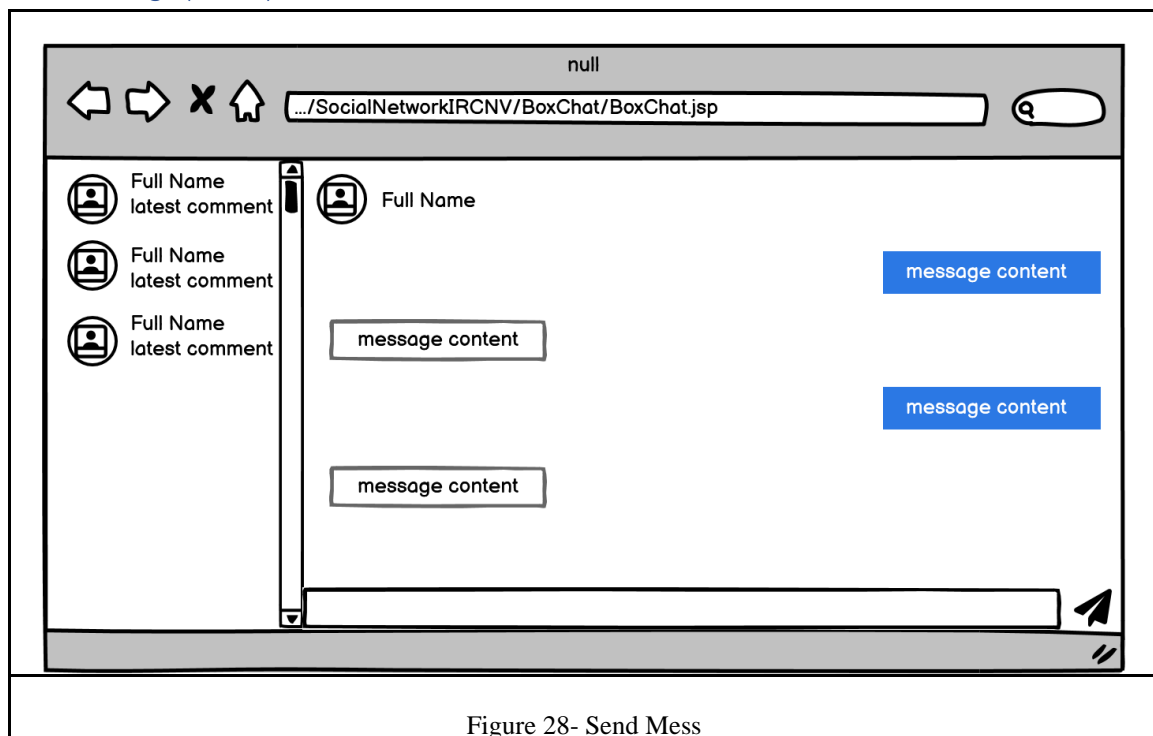 null
.../SocialNetworkIRCNV/BoxChat/BoxChat.jsp
Full Name
latest comment
Full Name
latest comment
Full Name
latest comment
Full Name
message content
message content
message content
message content
Figure 28- Send Mess